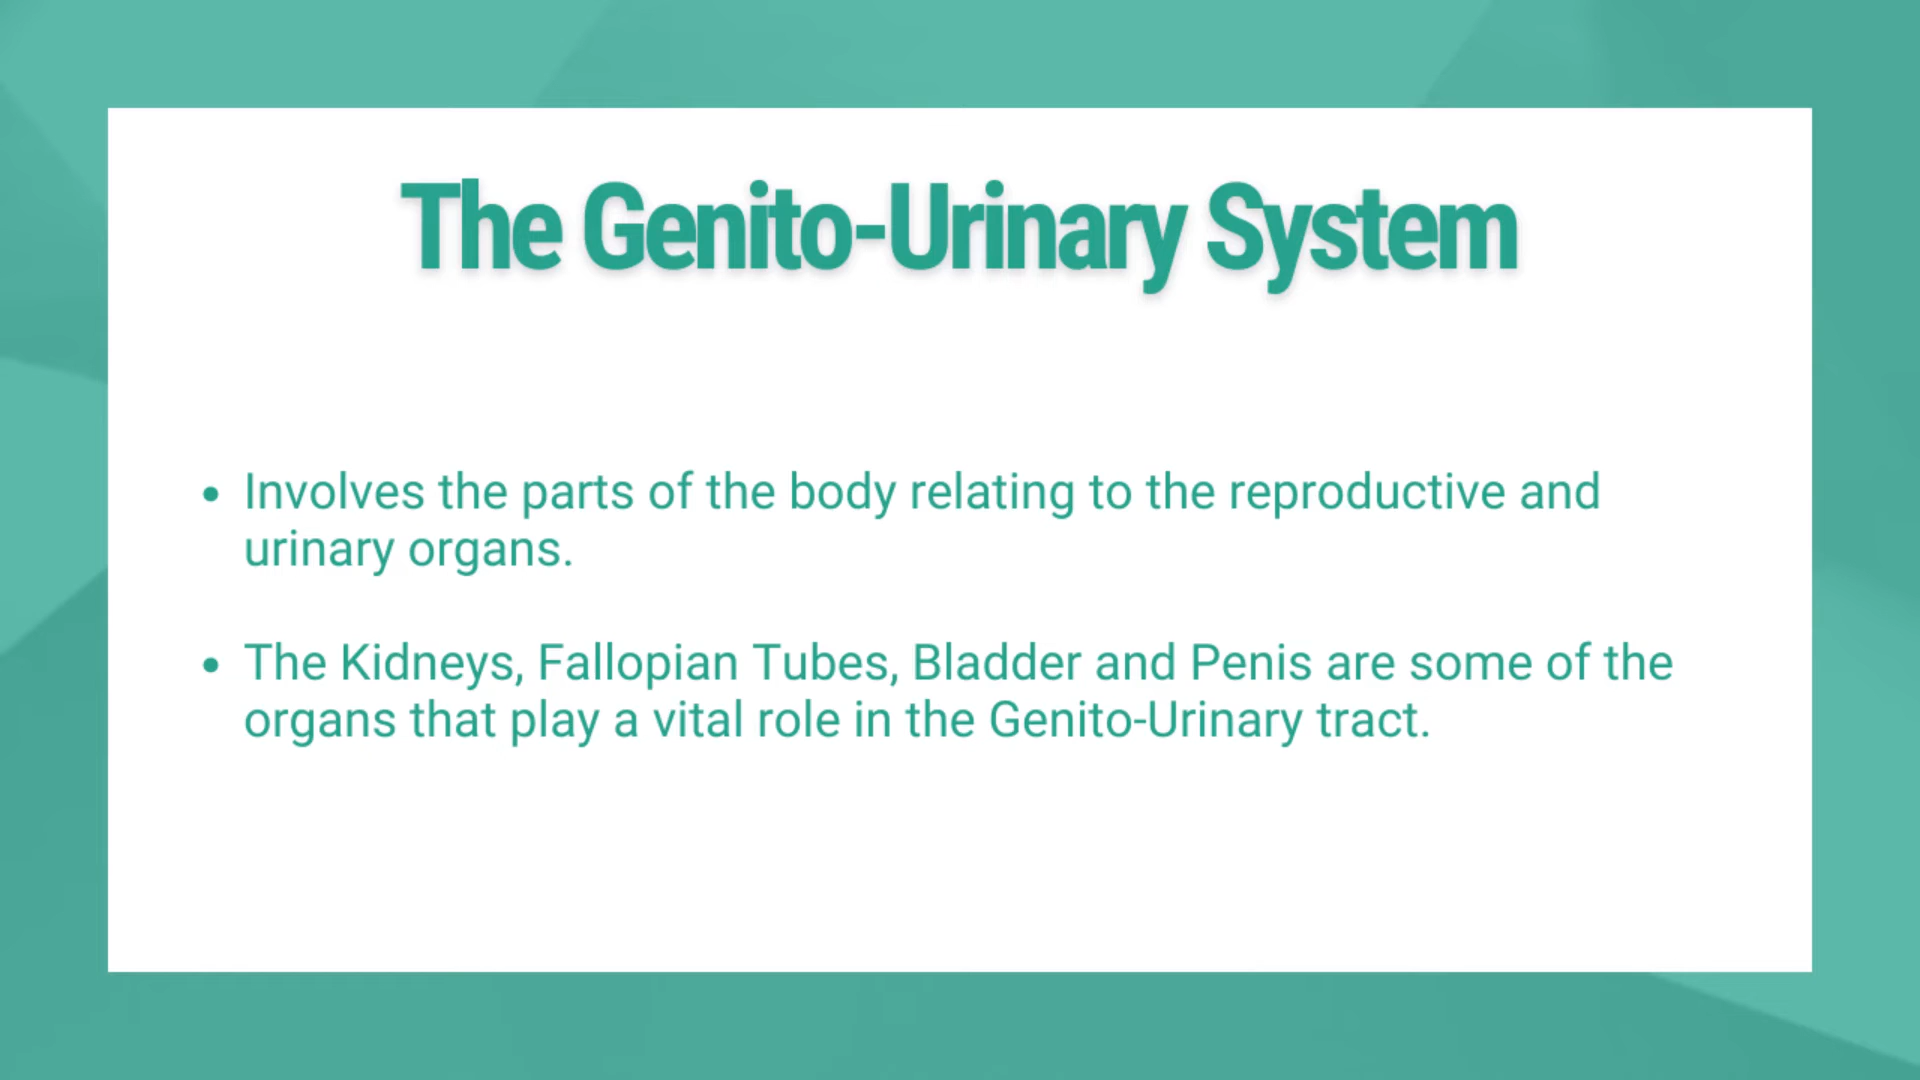 The Genito-Urinary System
• Involves the parts of the body relating to the reproductive and
urinary organs.
• The Kidneys, Fallopian Tubes, Bladder and Penis are some of the
organs that play a vital role in the Genito-Urinary tract.